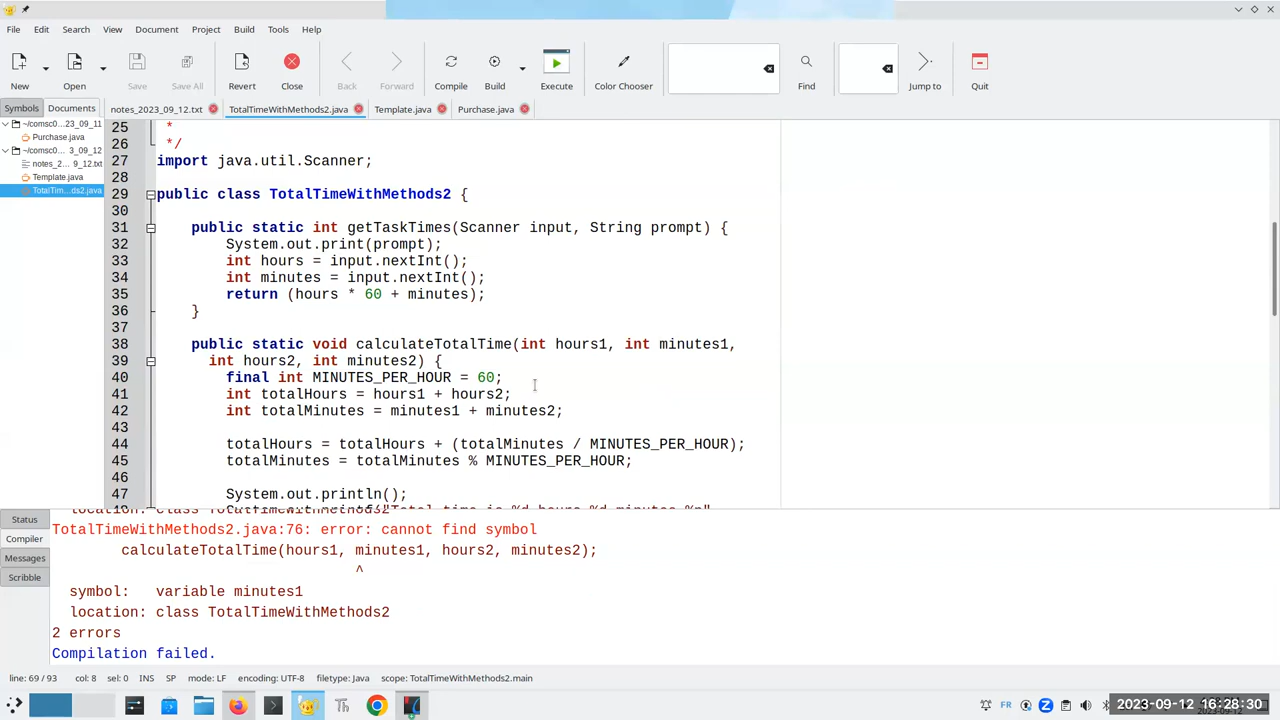 File Edit Search View Document Project Build Tools Help
New Open Save Save All Revert Close Back Forward Compile Build Execute Color Chooser Find Jump to Quit
Symbols Documents notes_2023_09_12.txt TotalTimeWithMethods2.java Template.java Purchase.java
~/comsc0...23_09_11
Purchase.java
~/comsc0... 3_09_12
notes_2... 9_12.txt
Template.java
TotalTim...ds2.java
25 *
26 */
27 import java.util.Scanner;
28
29 public class TotalTimeWithMethods2 {
30
31 public static int getTaskTimes(Scanner input, String prompt) {
32 System.out.print(prompt);
33 int hours = input.nextInt();
34 int minutes = input.nextInt();
35 return (hours * 60 + minutes);
36 }
37
38 public static void calculateTotalTime(int hours1, int minutes1,
39 int hours2, int minutes2) {
40 final int MINUTES_PER_HOUR = 60;
41 int totalHours = hours1 + hours2;
42 int totalMinutes = minutes1 + minutes2;
43
44 totalHours = totalHours + (totalMinutes / MINUTES_PER_HOUR);
45 totalMinutes = totalMinutes % MINUTES_PER_HOUR;
46
47 System.out.println();
Status
Compiler
Messages
Scribble
TotalTimeWithMethods2.java:76: error: cannot find symbol
calculateTotalTime(hours1, minutes1, hours2, minutes2);
^
symbol: variable minutes1
location: class TotalTimeWithMethods2
2 errors
Compilation failed.
line: 69 / 93 col: 8 sel: 0 INS SP mode: LF encoding: UTF-8 filetype: Java scope: TotalTimeWithMethods2.main
FR 2023-09-12 16:28:30